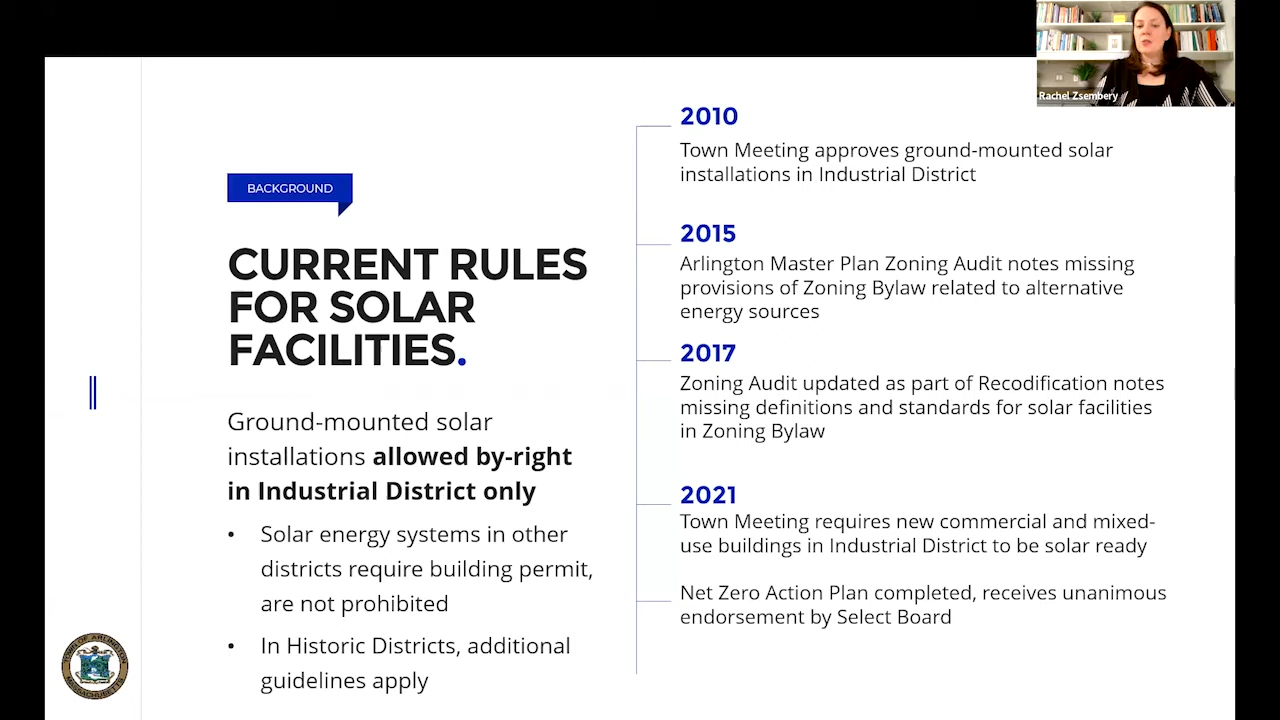 Rachel Zsembery
BACKGROUND
CURRENT RULES
FOR SOLAR
FACILITIES.
Ground-mounted solar
installations allowed by-right
in Industrial District only
• Solar energy systems in other
districts require building permit,
are not prohibited
• In Historic Districts, additional
guidelines apply
2010
Town Meeting approves ground-mounted solar
installations in Industrial District
2015
Arlington Master Plan Zoning Audit notes missing
provisions of Zoning Bylaw related to alternative
energy sources
2017
Zoning Audit updated as part of Recodification notes
missing definitions and standards for solar facilities
in Zoning Bylaw
2021
Town Meeting requires new commercial and mixed-
use buildings in Industrial District to be solar ready
Net Zero Action Plan completed, receives unanimous
endorsement by Select Board
TOWN OF ARLINGTON
MASSACHUSETTS